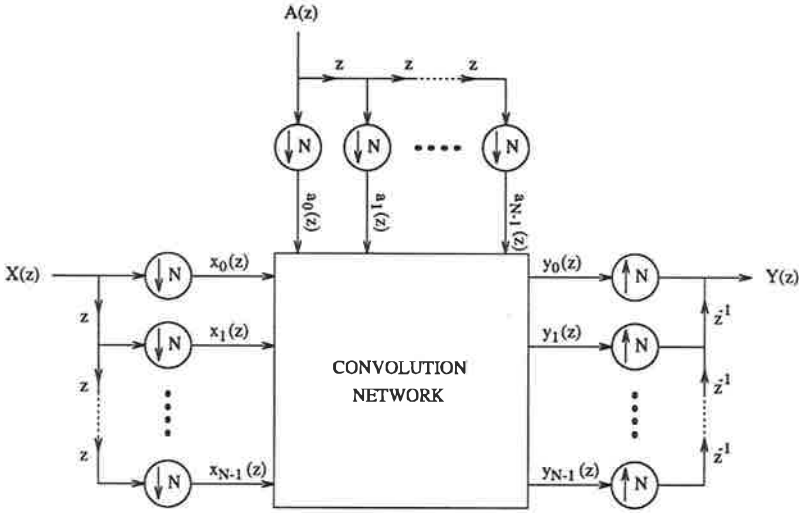 A(z)
z z z
N N N
a₀(z) a₁(z) aN-1(z)
X(z) N x₀(z) y₀(z) N Y(z)
z z⁻¹
N x₁(z) y₁(z) N
CONVOLUTION
NETWORK
z z⁻¹
z z⁻¹
N xN-1(z) yN-1(z) N